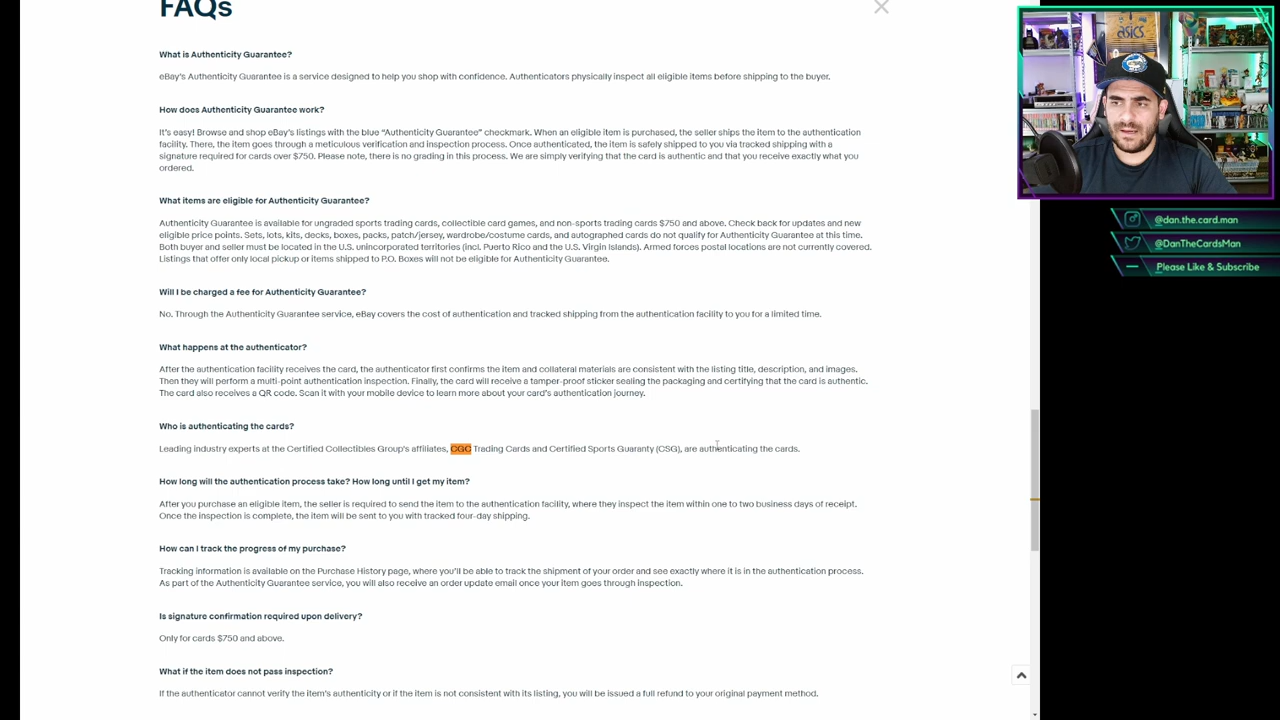 FAQs
What is Authenticity Guarantee?
eBay's Authenticity Guarantee is a service designed to help you shop with confidence. Authenticators physically inspect all eligible items before shipping to the buyer.
How does Authenticity Guarantee work?
It's easy! Browse and shop eBay's listings with the blue “Authenticity Guarantee” checkmark. When an eligible item is purchased, the seller ships the item to the authentication
facility. There, the item goes through a meticulous verification and inspection process. Once authenticated, the item is safely shipped to you via tracked shipping with a
signature required for cards over $750. Please note, there is no grading in this process. We are simply verifying that the card is authentic and that you receive exactly what you
ordered.
What items are eligible for Authenticity Guarantee?
Authenticity Guarantee is available for ungraded sports trading cards, collectible card games, and non-sports trading cards $750 and above. Check back for updates and new
eligible price points. Sets, lots, kits, decks, boxes, packs, patch/jersey, wardrobe/costume cards, and autographed cards do not qualify for Authenticity Guarantee at this time.
Both buyer and seller must be located in the U.S. unincorporated territories (incl. Puerto Rico and the U.S. Virgin Islands). Armed forces postal locations are not currently covered.
Listings that offer only local pickup or items shipped to P.O. Boxes will not be eligible for Authenticity Guarantee.
Will I be charged a fee for Authenticity Guarantee?
No. Through the Authenticity Guarantee service, eBay covers the cost of authentication and tracked shipping from the authentication facility to you for a limited time.
What happens at the authenticator?
After the authentication facility receives the card, the authenticator first confirms the item and collateral materials are consistent with the listing title, description, and images.
Then they will perform a multi-point authentication inspection. Finally, the card will receive a tamper-proof sticker sealing the packaging and certifying that the card is authentic.
The card also receives a QR code. Scan it with your mobile device to learn more about your card's authentication journey.
Who is authenticating the cards?
Leading industry experts at the Certified Collectibles Group's affiliates, CGC Trading Cards and Certified Sports Guaranty (CSG), are authenticating the cards.
How long will the authentication process take? How long until I get my item?
After you purchase an eligible item, the seller is required to send the item to the authentication facility, where they inspect the item within one to two business days of receipt.
Once the inspection is complete, the item will be sent to you with tracked four-day shipping.
How can I track the progress of my purchase?
Tracking information is available on the Purchase History page, where you'll be able to track the shipment of your order and see exactly where it is in the authentication process.
As part of the Authenticity Guarantee service, you will also receive an order update email once your item goes through inspection.
Is signature confirmation required upon delivery?
Only for cards $750 and above.
What if the item does not pass inspection?
If the authenticator cannot verify the item's authenticity or if the item is not consistent with its listing, you will be issued a full refund to your original payment method.
asics
@dan.the.card.man
@DanTheCardsMan
Please Like & Subscribe